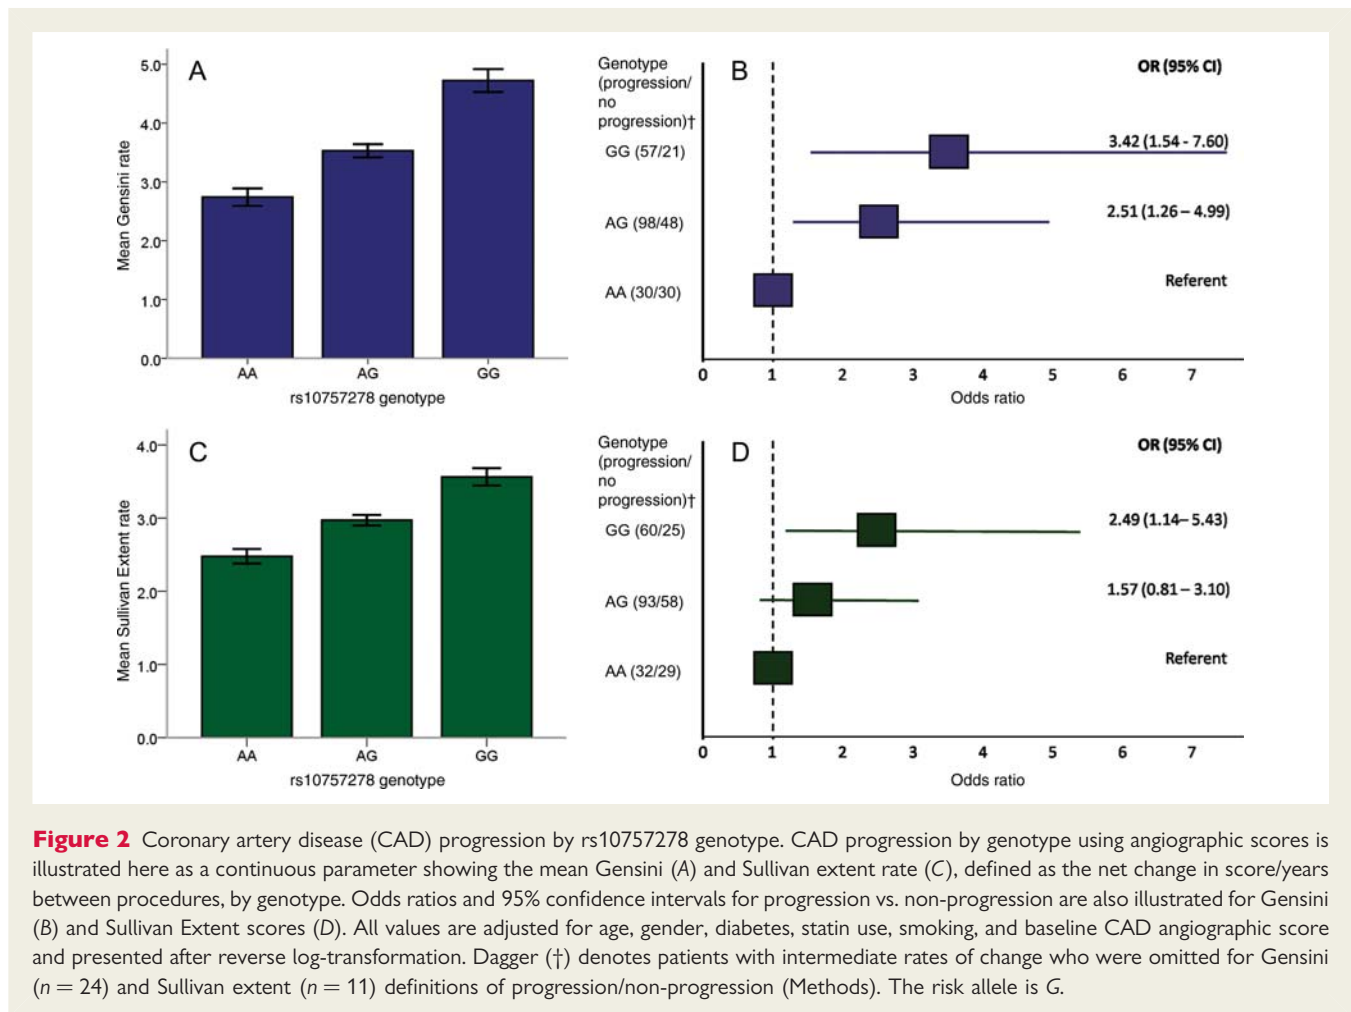 A
5.0
4.0
3.0
2.0
1.0
0.0
Mean Gensini rate
AA AG GG
rs10757278 genotype
Genotype
(progression/
no
progression)†
B
OR (95% CI)
GG (57/21)
3.42 (1.54 - 7.60)
AG (98/48)
2.51 (1.26 – 4.99)
AA (30/30)
Referent
0 1 2 3 4 5 6 7
Odds ratio
C
4.0
3.0
2.0
1.0
0.0
Mean Sullivan Extent rate
AA AG GG
rs10757278 genotype
Genotype
(progression/
no
progression)†
D
OR (95% CI)
GG (60/25)
2.49 (1.14– 5.43)
AG (93/58)
1.57 (0.81 – 3.10)
AA (32/29)
Referent
0 1 2 3 4 5 6 7
Odds ratio
Figure 2 Coronary artery disease (CAD) progression by rs10757278 genotype. CAD progression by genotype using angiographic scores is
illustrated here as a continuous parameter showing the mean Gensini (A) and Sullivan extent rate (C), defined as the net change in score/years
between procedures, by genotype. Odds ratios and 95% confidence intervals for progression vs. non-progression are also illustrated for Gensini
(B) and Sullivan Extent scores (D). All values are adjusted for age, gender, diabetes, statin use, smoking, and baseline CAD angiographic score
and presented after reverse log-transformation. Dagger (†) denotes patients with intermediate rates of change who were omitted for Gensini
(n = 24) and Sullivan extent (n = 11) definitions of progression/non-progression (Methods). The risk allele is G.